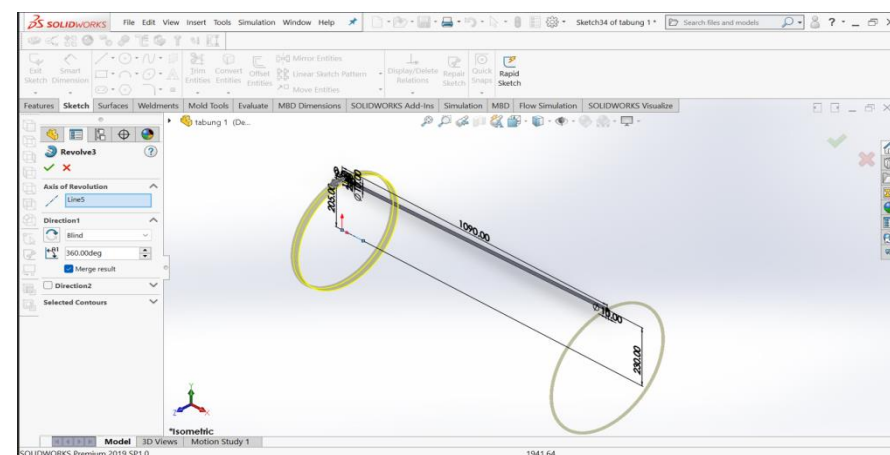 SOLIDWORKS File Edit View Insert Tools Simulation Window Help Sketch34 of tabung 1 * Search files and models
Exit Sketch Smart Dimension Trim Entities Convert Entities Offset Entities Mirror Entities Linear Sketch Pattern Move Entities Display/Delete Relations Repair Sketch Quick Snaps Rapid Sketch
Features Sketch Surfaces Weldments Mold Tools Evaluate MBD Dimensions SOLIDWORKS Add-Ins Simulation MBD Flow Simulation SOLIDWORKS Visualize
tabung 1 (De...
Revolve3
Axis of Revolution
Line5
Direction1
Blind
360.00deg
Merge result
Direction2
Selected Contours
205.00
1090.00
230.00
*Isometric
Model 3D Views Motion Study 1
SOLIDWORKS Premium 2019 SP1.0
1941.64